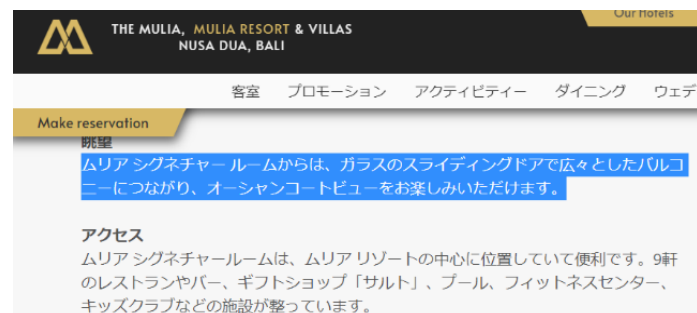 Our Hotels
THE MULIA, MULIA RESORT & VILLAS
NUSA DUA, BALI
客室 プロモーション アクティビティー ダイニング ウェデ
Make reservation
眺望
ムリア シグネチャー ルームからは、ガラスのスライディングドアで広々としたバルコ
ニーにつながり、オーシャンコートビューをお楽しみいただけます。
アクセス
ムリア シグネチャールームは、ムリア リゾートの中心に位置していて便利です。9軒
のレストランやバー、ギフトショップ「サルト」、プール、フィットネスセンター、
キッズクラブなどの施設が整っています。